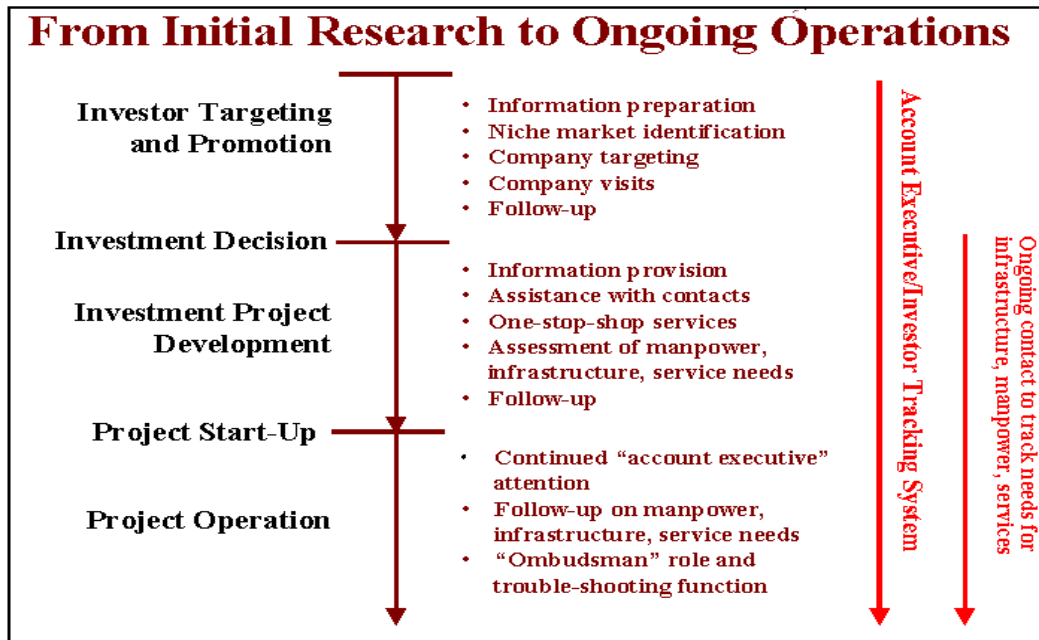 From Initial Research to Ongoing Operations
Investor Targeting
and Promotion
• Information preparation
• Niche market identification
• Company targeting
• Company visits
• Follow-up
Investment Decision
Investment Project
Development
• Information provision
• Assistance with contacts
• One-stop-shop services
• Assessment of manpower,
infrastructure, service needs
• Follow-up
Project Start-Up
Project Operation
• Continued “account executive”
attention
• Follow-up on manpower,
infrastructure, service needs
• “Ombudsman” role and
trouble-shooting function
Account Executive/Investor Tracking System
Ongoing contact to track needs for
infrastructure, manpower, services